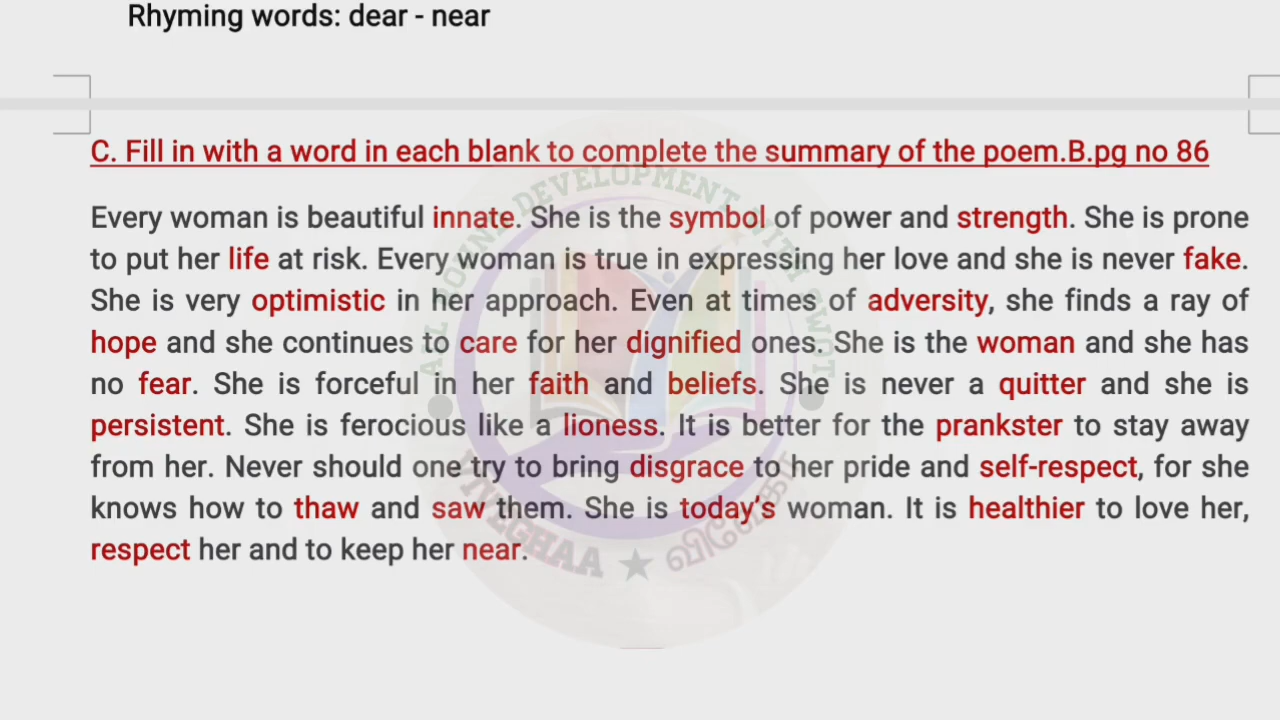 Rhyming words: dear - near
C. Fill in with a word in each blank to complete the summary of the poem.B.pg no 86
Every woman is beautiful innate. She is the symbol of power and strength. She is prone
to put her life at risk. Every woman is true in expressing her love and she is never fake.
She is very optimistic in her approach. Even at times of adversity, she finds a ray of
hope and she continues to care for her dignified ones. She is the woman and she has
no fear. She is forceful in her faith and beliefs. She is never a quitter and she is
persistent. She is ferocious like a lioness. It is better for the prankster to stay away
from her. Never should one try to bring disgrace to her pride and self-respect, for she
knows how to thaw and saw them. She is today's woman. It is healthier to love her,
respect her and to keep her near.
DEVELOPMENT WITH SWOT
விவேகா